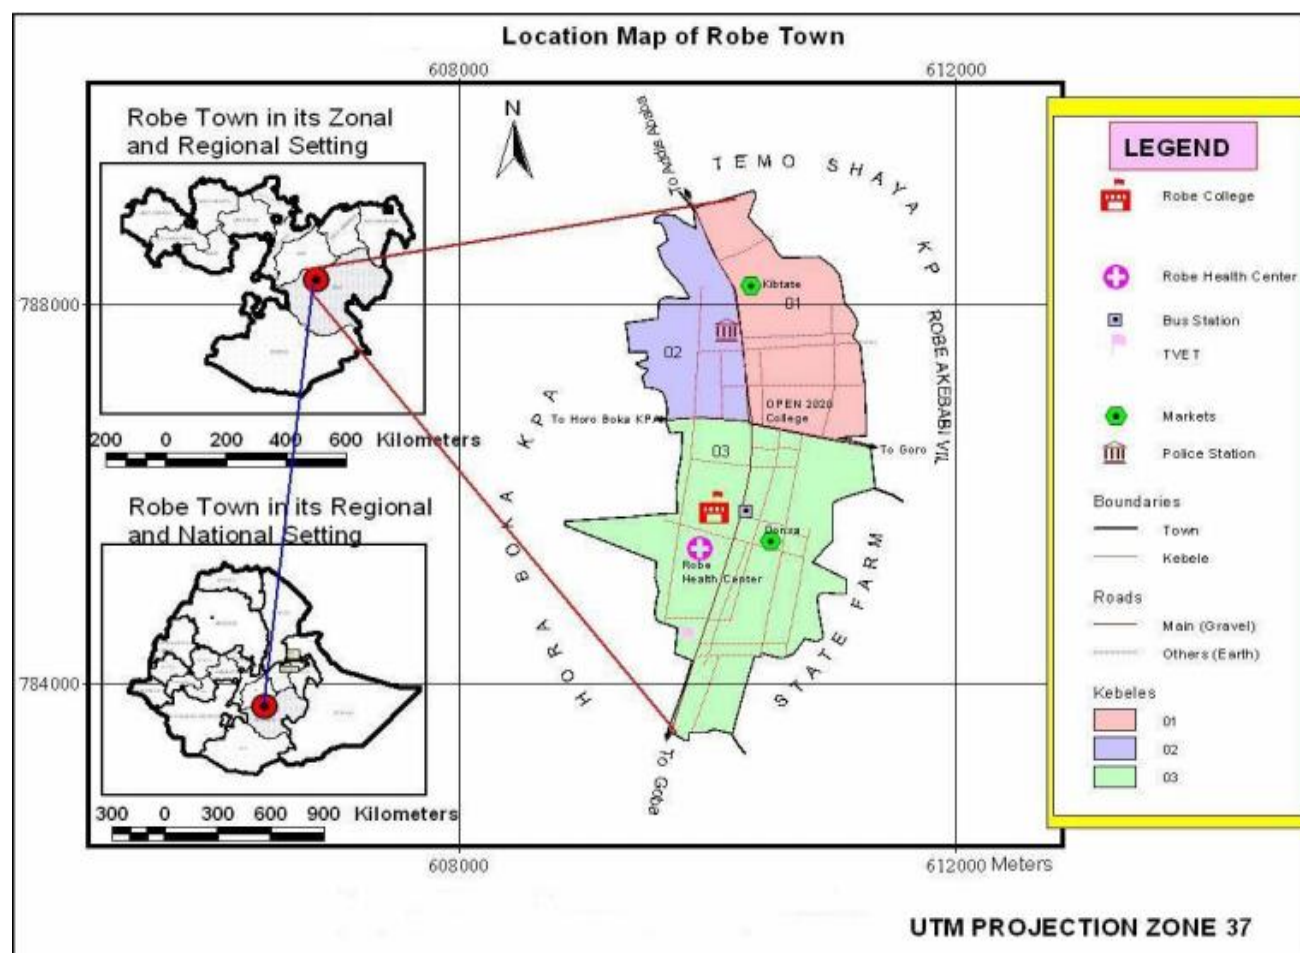 Location Map of Robe Town
608000
612000
Robe Town in its Zonal
and Regional Setting
N
To Addis Ababa
TEMO SHAYA KP
LEGEND
Robe College
Robe Health Center
Bus Station
TVET
Markets
Police Station
Boundaries
Town
Kebele
Roads
Main (Gravel)
Others (Earth)
Kebeles
01
02
03
788000
Kibtate
01
02
ROBE AKEBABI VIL
OPEN 2020
College
To Horo Boka KPA
To Goro
03
200 0 200 400 600 Kilometers
Robe Town in its Regional
and National Setting
HORA BOKA KPA
Robe
Health Center
STATE FARM
784000
To Goba
300 0 300 600 900 Kilometers
608000
612000 Meters
UTM PROJECTION ZONE 37